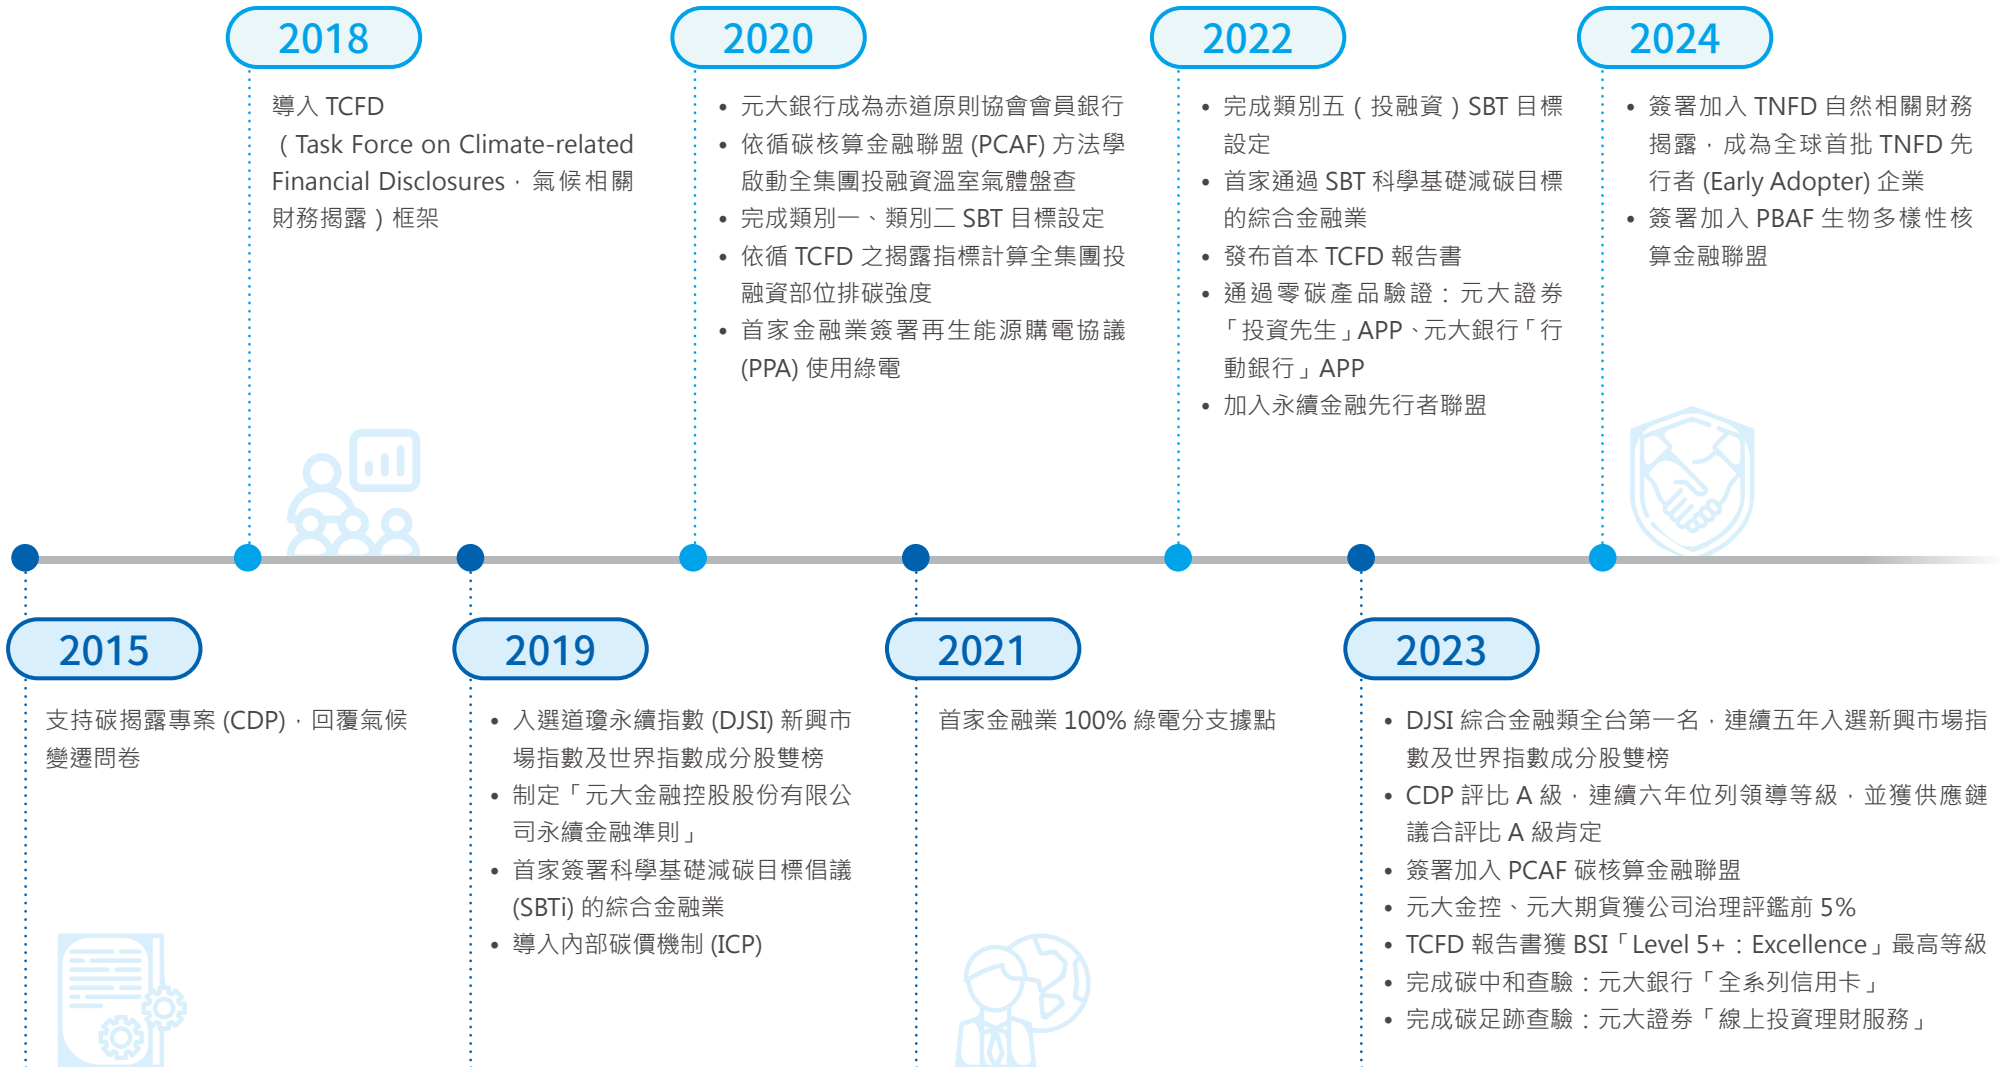 2018
導入 TCFD
（Task Force on Climate-related
Financial Disclosures，氣候相關
財務揭露）框架
2020
• 元大銀行成為赤道原則協會會員銀行
• 依循碳核算金融聯盟 (PCAF) 方法學
啟動全集團投融資溫室氣體盤查
• 完成類別一、類別二 SBT 目標設定
• 依循 TCFD 之揭露指標計算全集團投
融資部位排碳強度
• 首家金融業簽署再生能源購電協議
(PPA) 使用綠電
2022
• 完成類別五（投融資）SBT 目標
設定
• 首家通過 SBT 科學基礎減碳目標
的綜合金融業
• 發布首本 TCFD 報告書
• 通過零碳產品驗證：元大證券
「投資先生」APP、元大銀行「行
動銀行」APP
• 加入永續金融先行者聯盟
2024
• 簽署加入 TNFD 自然相關財務
揭露，成為全球首批 TNFD 先
行者 (Early Adopter) 企業
• 簽署加入 PBAF 生物多樣性核
算金融聯盟
2015
支持碳揭露專案 (CDP)，回覆氣候
變遷問卷
2019
• 入選道瓊永續指數 (DJSI) 新興市
場指數及世界指數成分股雙榜
• 制定「元大金融控股股份有限公
司永續金融準則」
• 首家簽署科學基礎減碳目標倡議
(SBTi) 的綜合金融業
• 導入內部碳價機制 (ICP)
2021
首家金融業 100% 綠電分支據點
2023
• DJSI 綜合金融類全台第一名，連續五年入選新興市場指
數及世界指數成分股雙榜
• CDP 評比 A 級，連續六年位列領導等級，並獲供應鏈
議合評比 A 級肯定
• 簽署加入 PCAF 碳核算金融聯盟
• 元大金控、元大期貨獲公司治理評鑑前 5%
• TCFD 報告書獲 BSI「Level 5+：Excellence」最高等級
• 完成碳中和查驗：元大銀行「全系列信用卡」
• 完成碳足跡查驗：元大證券「線上投資理財服務」